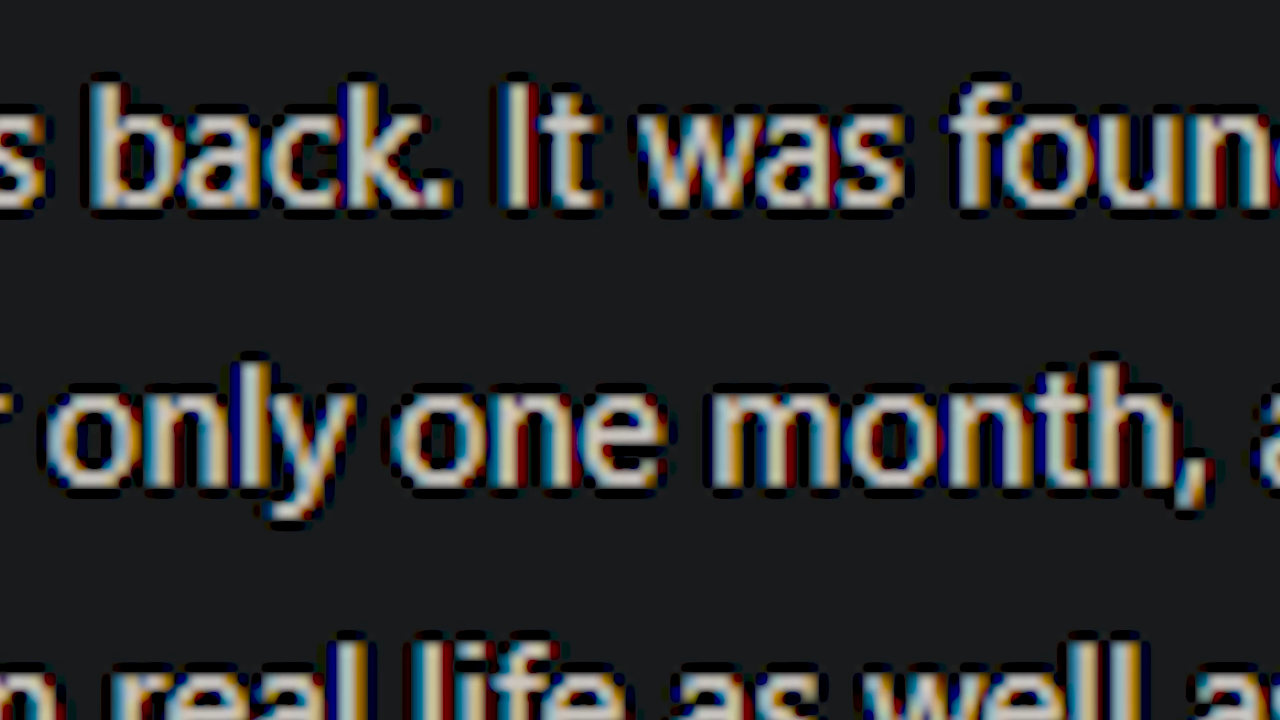 s back. It was foun
only one month, a
real life as well a